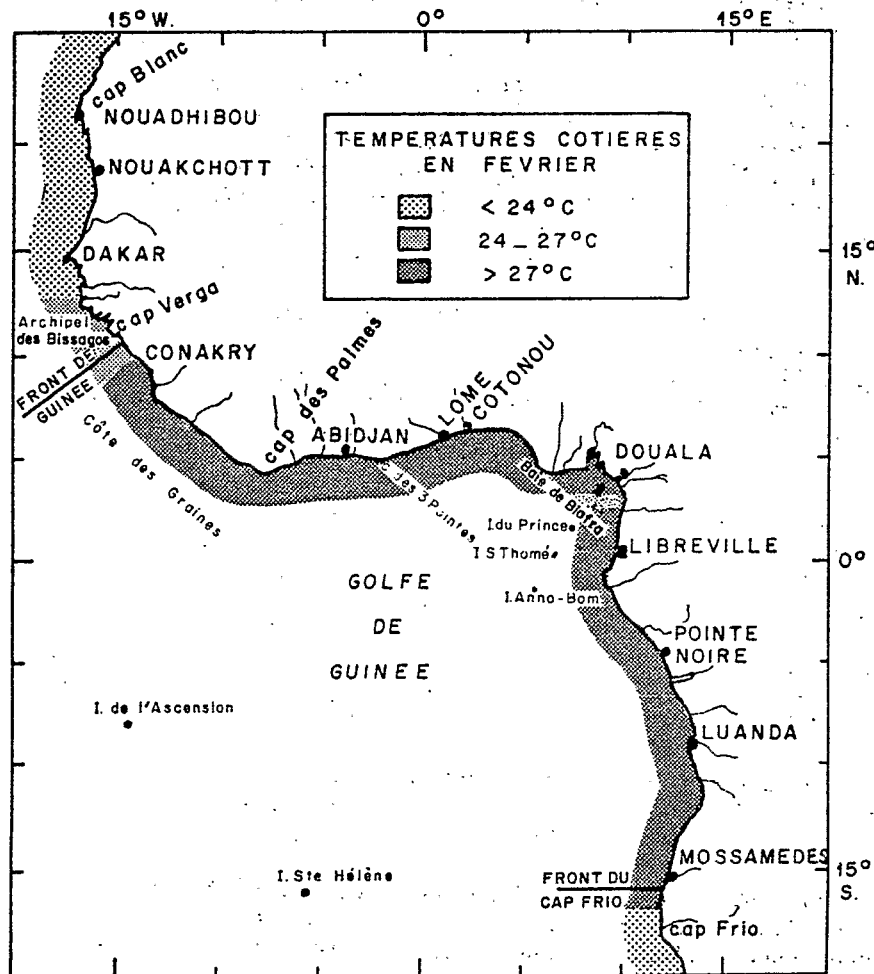 15° W.
0°
15° E
cap Blanc
NOUADHIBOU
NOUAKCHOTT
DAKAR
TEMPERATURES COTIERES
EN FEVRIER
< 24°C
24_27°C
> 27°C
15°
N.
cap Verga
Archipel
des Bissagos
CONAKRY
FRONT DE
GUINEE
Côte des Graines
cap des Palmes
ABIDJAN
LOME
COTONOU
DOUALA
Baie de Biafra
des 3 Pointes
I.du Prince
I SThomé
LIBREVILLE
0°
I.Anno-Bom
GOLFE
DE
GUINEE
POINTE
NOIRE
I. de l'Ascension
LUANDA
I. Ste Hélène
MOSSAMEDES
FRONT DU
CAP FRIO
15°
S.
cap Frio